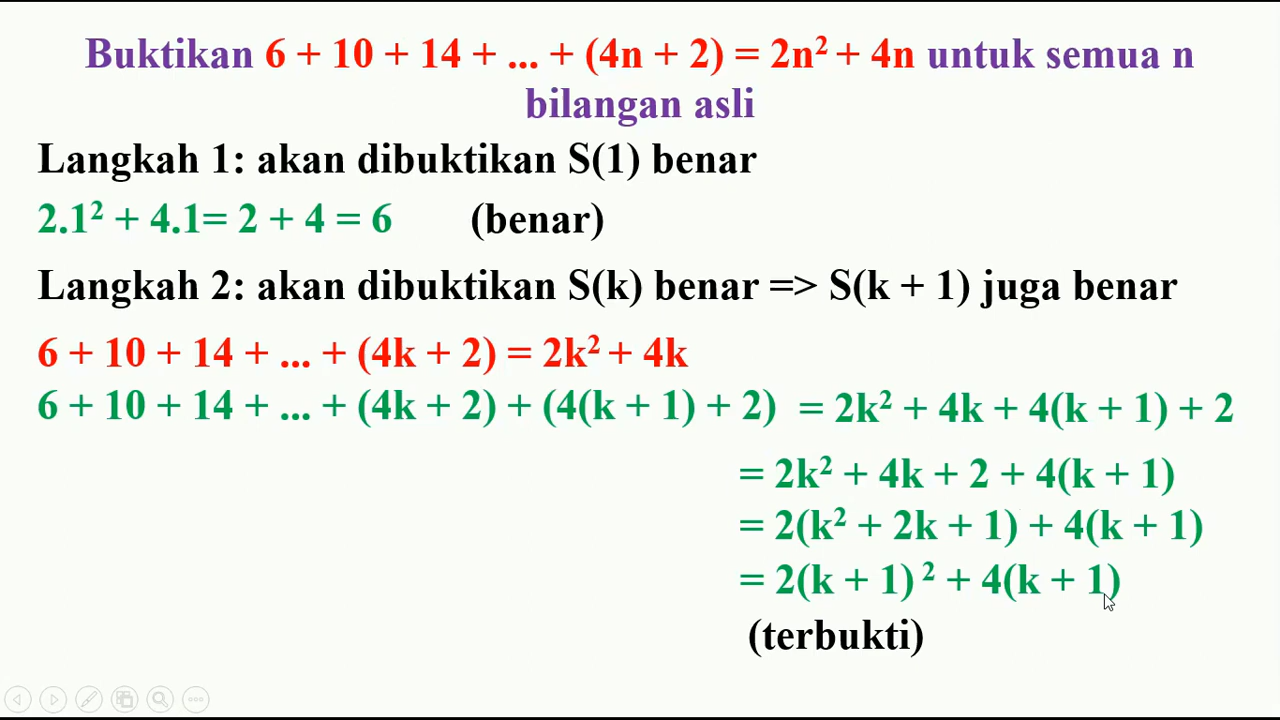 Buktikan 6 + 10 + 14 + ... + (4n + 2) = 2n² + 4n untuk semua n
bilangan asli
Langkah 1: akan dibuktikan S(1) benar
2.1² + 4.1= 2 + 4 = 6 (benar)
Langkah 2: akan dibuktikan S(k) benar => S(k + 1) juga benar
6 + 10 + 14 + ... + (4k + 2) = 2k² + 4k
6 + 10 + 14 + ... + (4k + 2) + (4(k + 1) + 2) = 2k² + 4k + 4(k + 1) + 2
= 2k² + 4k + 2 + 4(k + 1)
= 2(k² + 2k + 1) + 4(k + 1)
= 2(k + 1) ² + 4(k + 1)
(terbukti)